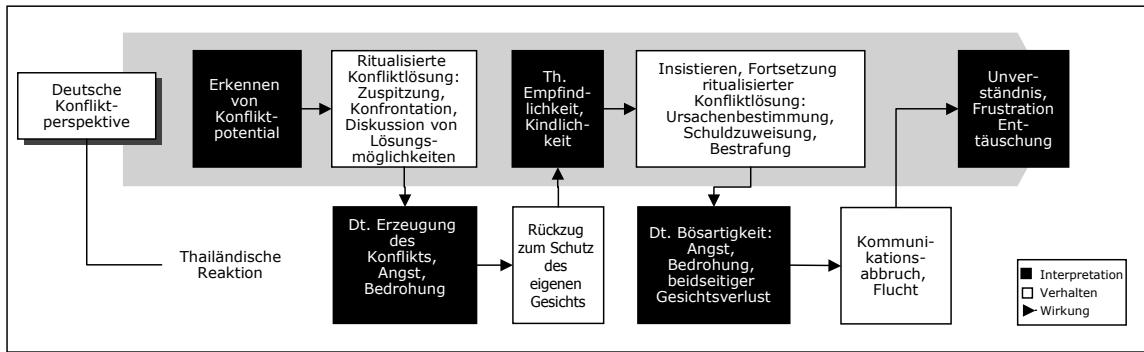 Deutsche
Konflikt-
perspektive
Erkennen
von
Konflikt-
potential
Ritualisierte
Konfliktlösung:
Zuspitzung,
Konfrontation,
Diskussion von
Lösungs-
möglichkeiten
Th.
Empfind-
lichkeit,
Kindlich-
keit
Insistieren, Fortsetzung
ritualisierter
Konfliktlösung:
Ursachenbestimmung,
Schuldzuweisung,
Bestrafung
Unver-
ständnis,
Frustration
Ent-
täuschung
Thailändische
Reaktion
Dt. Erzeugung
des
Konflikts,
Angst,
Bedrohung
Rückzug
zum Schutz
des
eigenen
Gesichts
Dt. Bösartigkeit:
Angst,
Bedrohung,
beidseitiger
Gesichtsverlust
Kommuni-
kations-
abbruch,
Flucht
Interpretation
Verhalten
Wirkung